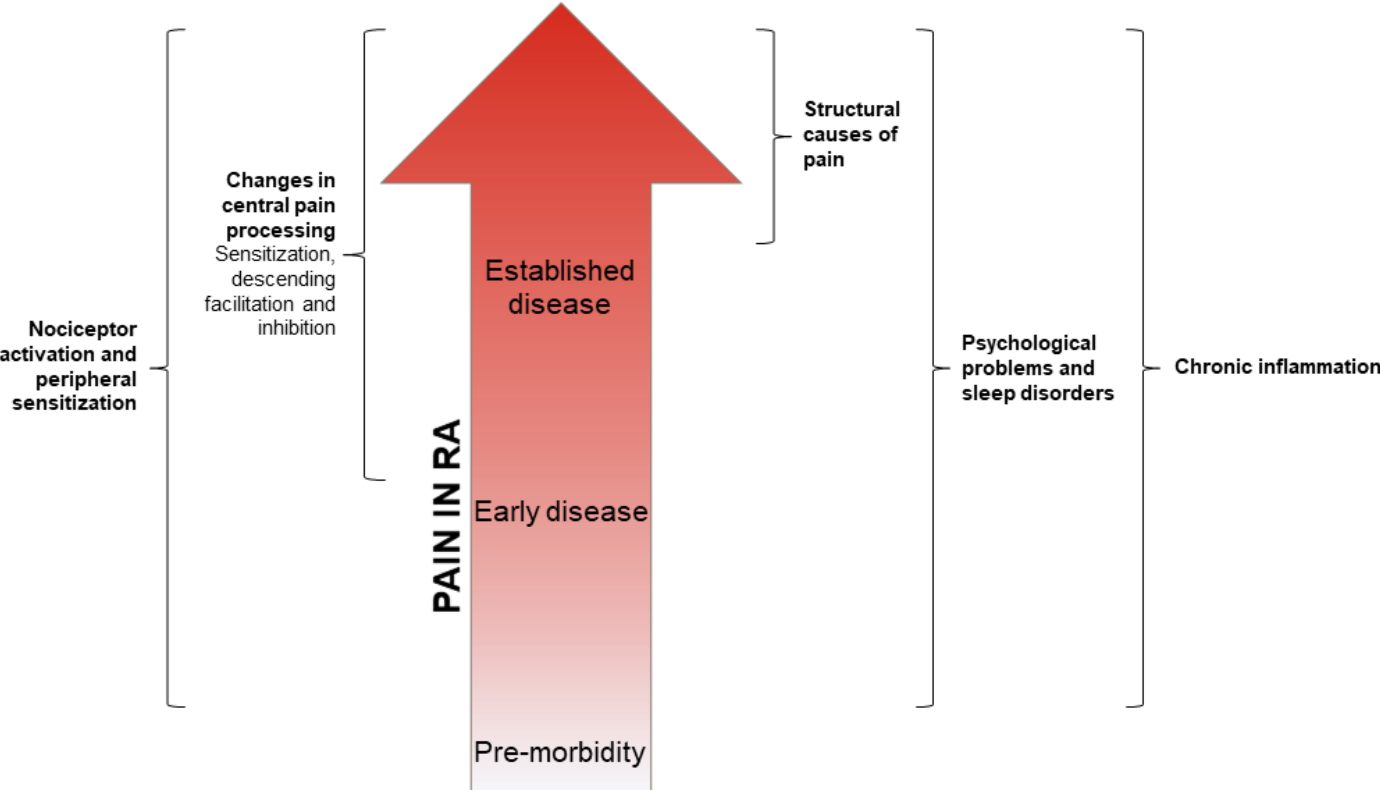 Structural
causes of
pain
Changes in
central pain
processing
Sensitization,
descending
facilitation and
inhibition
Established
disease
Nociceptor
activation and
peripheral
sensitization
Psychological
problems and
sleep disorders
Chronic inflammation
PAIN IN RA
Early disease
Pre-morbidity